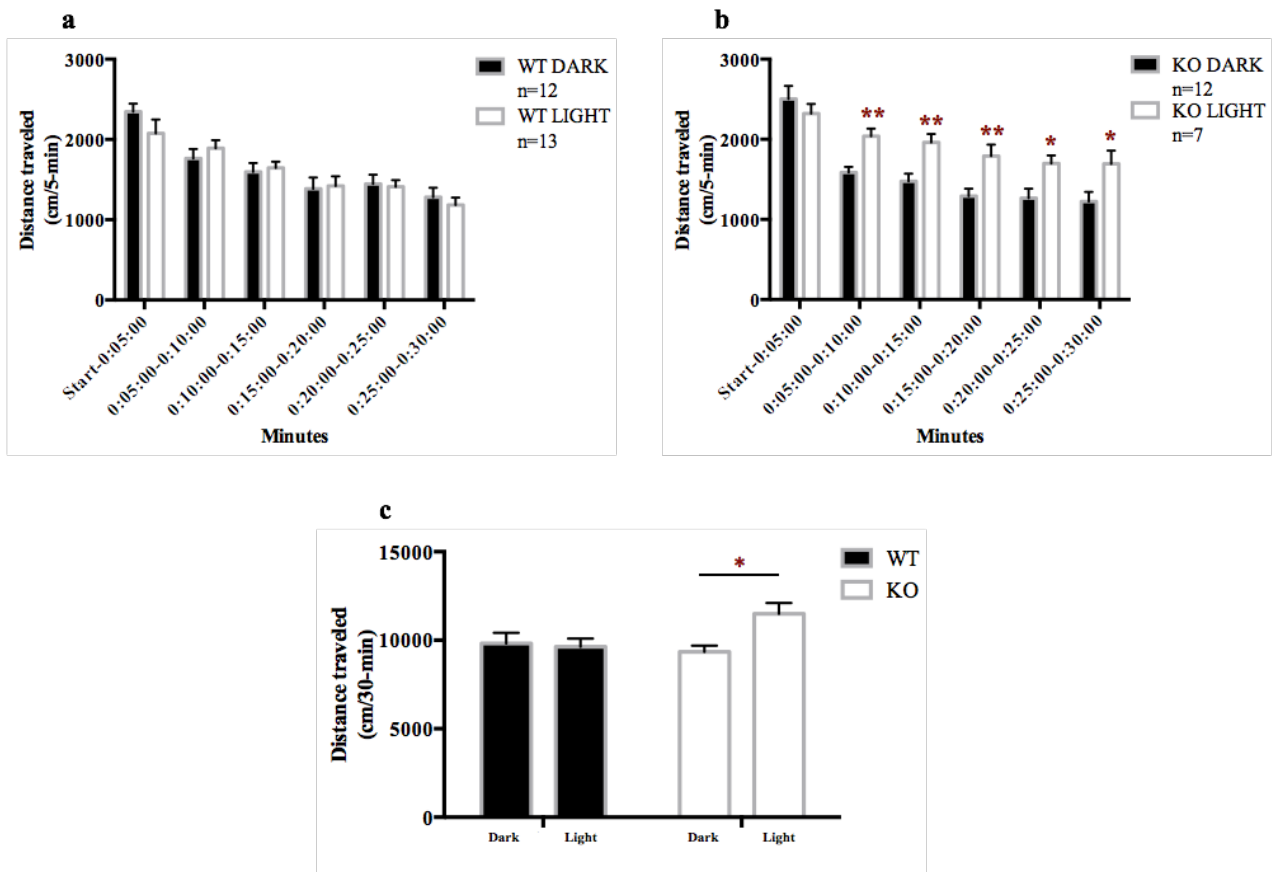 a
3000
2000
1000
0
Distance traveled
(cm/5-min)
WT DARK
n=12
WT LIGHT
n=13
Start-0:05:00
0:05:00-0:10:00
0:10:00-0:15:00
0:15:00-0:20:00
0:20:00-0:25:00
0:25:00-0:30:00
Minutes
b
3000
2000
1000
0
Distance traveled
(cm/5-min)
** ** ** * *
KO DARK
n=12
KO LIGHT
n=7
Start-0:05:00
0:05:00-0:10:00
0:10:00-0:15:00
0:15:00-0:20:00
0:20:00-0:25:00
0:25:00-0:30:00
Minutes
c
15000
10000
5000
0
Distance traveled
(cm/30-min)
*
WT
KO
Dark Light Dark Light